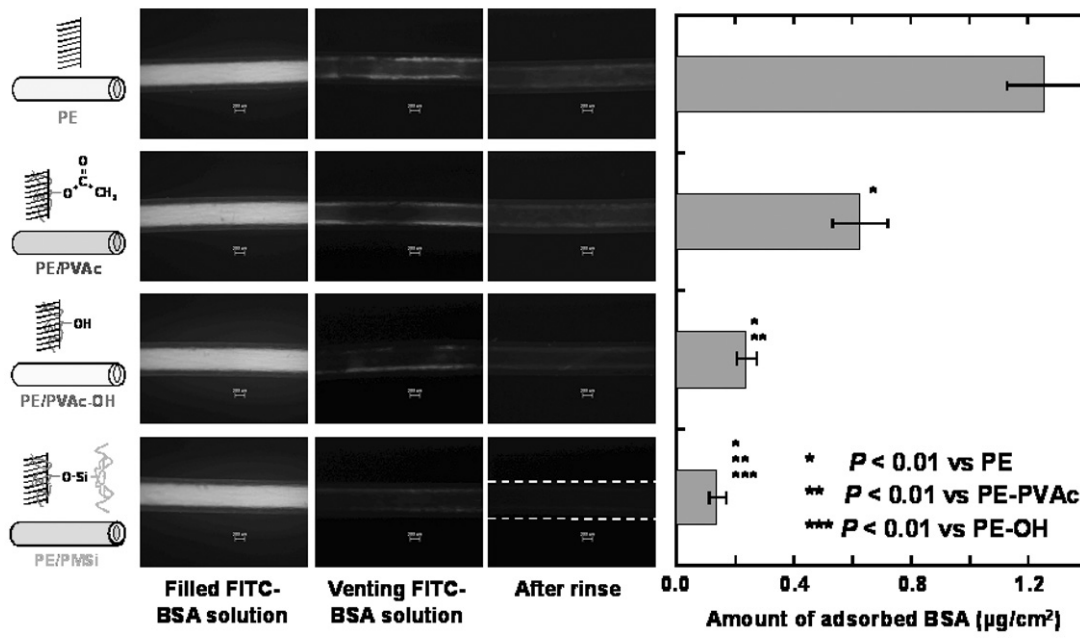 PE
O
C
O
CH3
PE/PVAc
OH
PE/PVAc-OH
O-Si
PE/PMSi
Filled FITC-
BSA solution
Venting FITC-
BSA solution
After rinse
*
*
**
*
**
***
* P < 0.01 vs PE
** P < 0.01 vs PE-PVAc
*** P < 0.01 vs PE-OH
0.0 0.4 0.8 1.2
Amount of adsorbed BSA (μg/cm²)